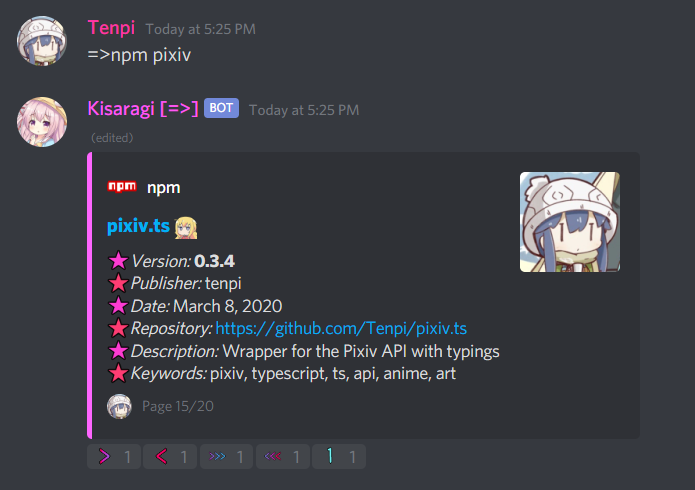 Tenpi Today at 5:25 PM
=>npm pixiv
Kisaragi [=>] BOT Today at 5:25 PM
(edited)
npm npm
pixiv.ts
Version: 0.3.4
Publisher: tenpi
Date: March 8, 2020
Repository: https://github.com/Tenpi/pixiv.ts
Description: Wrapper for the Pixiv API with typings
Keywords: pixiv, typescript, ts, api, anime, art
Page 15/20
> 1 < 1 >>> 1 <<< 1 1 1